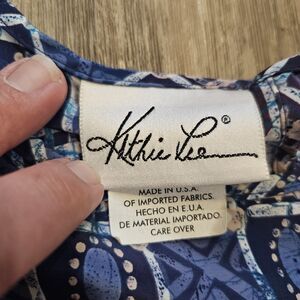 Kathie Lee®
MADE IN U.S.A.
OF IMPORTED FABRICS.
HECHO EN E.U.A.
DE MATERIAL IMPORTADO.
CARE OVER